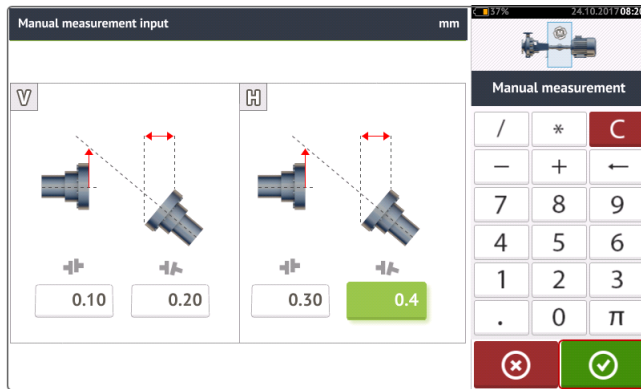 Manual measurement input mm
37% 24.10.2017 08:20
M
Manual measurement
V
H
0.10 0.20 0.30 0.4
/ * C
− + ←
7 8 9
4 5 6
1 2 3
. 0 π